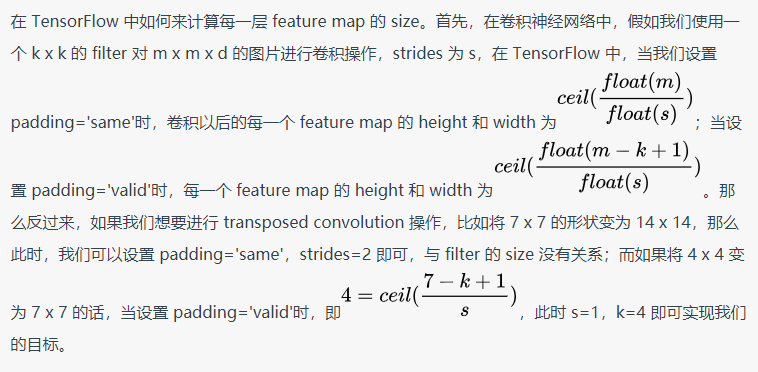 在 TensorFlow 中如何来计算每一层 feature map 的 size。首先，在卷积神经网络中，假如我们使用一
个 k x k 的 filter 对 m x m x d 的图片进行卷积操作，strides 为 s，在 TensorFlow 中，当我们设置
padding='same'时，卷积以后的每一个 feature map 的 height 和 width 为 ceil(float(m)/float(s))；当设
置 padding='valid'时，每一个 feature map 的 height 和 width 为 ceil(float(m − k + 1)/float(s))。那
么反过来，如果我们想要进行 transposed convolution 操作，比如将 7 x 7 的形状变为 14 x 14，那么
此时，我们可以设置 padding='same'，strides=2 即可，与 filter 的 size 没有关系；而如果将 4 x 4 变
为 7 x 7 的话，当设置 padding='valid'时，即 4 = ceil((7 − k + 1)/s)，此时 s=1，k=4 即可实现我们
的目标。